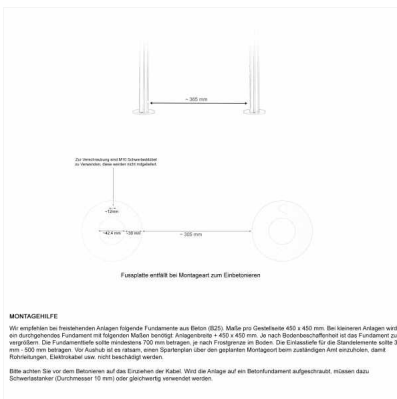 ~ 365 mm
Zur Verschraubung sind M10 Schwerlastdübel
zu Verwenden, diese werden nicht mitgeliefert
~12mm
~42.4 mm
~39 mm
~ 365 mm
Fussplatte entfällt bei Montageart zum Einbetonieren
MONTAGEHILFE
Wir empfehlen bei freistehenden Anlagen folgende Fundamente aus Beton (B25). Maße pro Gestellseite 450 x 450 mm. Bei kleineren Anlagen wird
ein durchgehendes Fundament mit folgenden Maßen benötigt: Anlagenbreite + 450 x 450 mm. Je nach Bodenbeschaffenheit ist das Fundament zu
vergrößern. Die Fundamenttiefe sollte mindestens 700 mm betragen, je nach Frostgrenze im Boden. Die Einlasstiefe für die Standelemente sollte 3
mm - 500 mm betragen. Vor Aushub ist es ratsam, einen Spartenplan über den geplanten Montageort beim zuständigen Amt einzuholen, damit
Rohrleitungen, Elektrokabel usw. nicht beschädigt werden.
Bitte achten Sie vor dem Betonieren auf das Einziehen der Kabel. Wird die Anlage auf ein Betonfundament aufgeschraubt, müssen dazu
Schwerlastanker (Durchmesser 10 mm) oder gleichwertig verwendet werden.